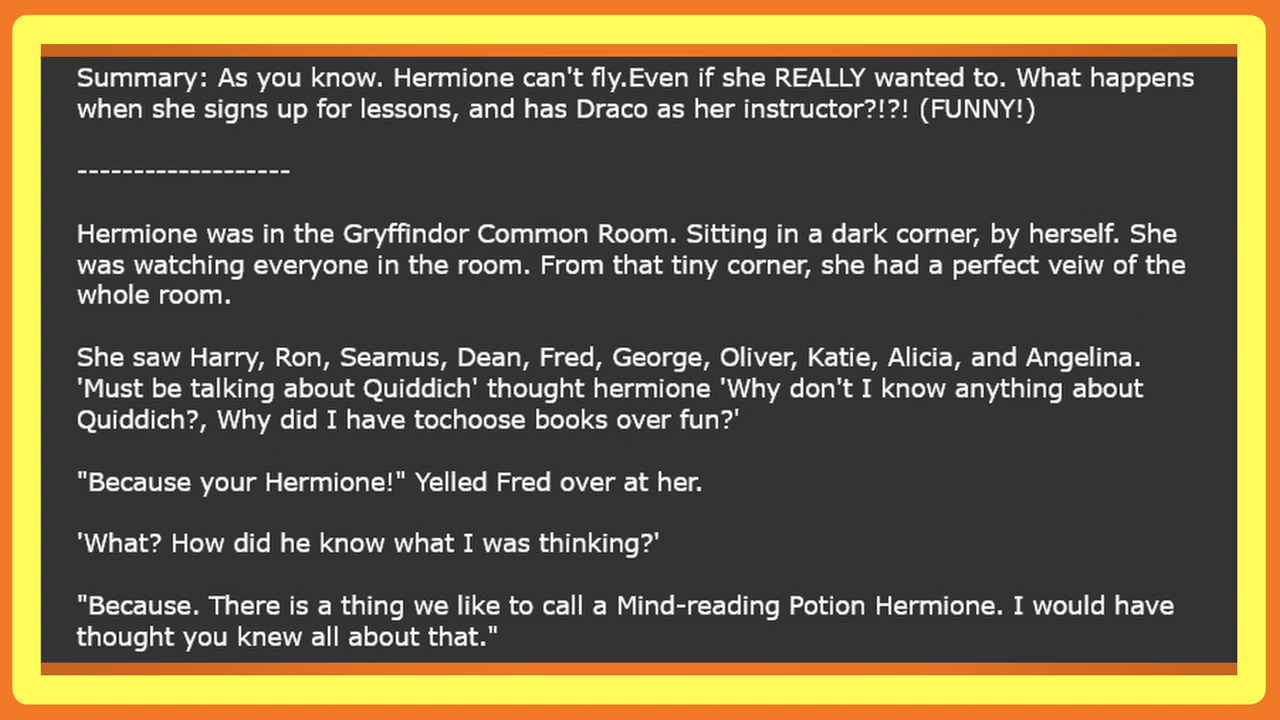 Summary: As you know. Hermione can't fly.Even if she REALLY wanted to. What happens
when she signs up for lessons, and has Draco as her instructor?!?! (FUNNY!)
-------------------
Hermione was in the Gryffindor Common Room. Sitting in a dark corner, by herself. She
was watching everyone in the room. From that tiny corner, she had a perfect veiw of the
whole room.
She saw Harry, Ron, Seamus, Dean, Fred, George, Oliver, Katie, Alicia, and Angelina.
'Must be talking about Quiddich' thought hermione 'Why don't I know anything about
Quiddich?, Why did I have tochoose books over fun?'
"Because your Hermione!" Yelled Fred over at her.
'What? How did he know what I was thinking?'
"Because. There is a thing we like to call a Mind-reading Potion Hermione. I would have
thought you knew all about that."